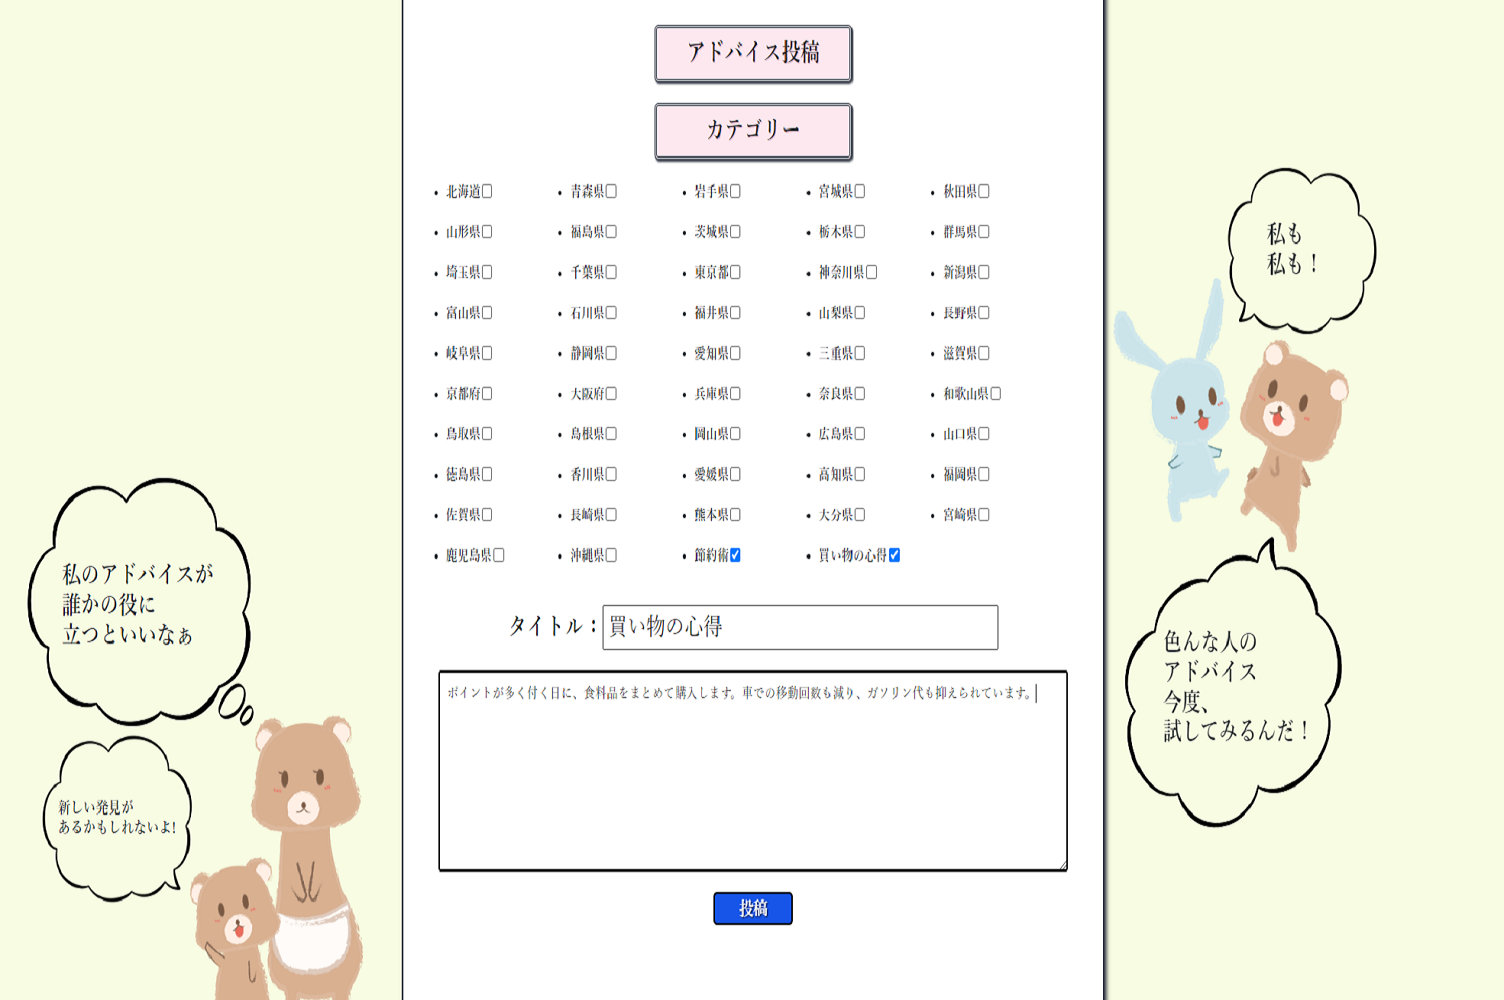 アドバイス投稿
カテゴリー
北海道
青森県
岩手県
宮城県
秋田県
山形県
福島県
茨城県
栃木県
群馬県
埼玉県
千葉県
東京都
神奈川県
新潟県
富山県
石川県
福井県
山梨県
長野県
岐阜県
静岡県
愛知県
三重県
滋賀県
京都府
大阪府
兵庫県
奈良県
和歌山県
鳥取県
島根県
岡山県
広島県
山口県
徳島県
香川県
愛媛県
高知県
福岡県
佐賀県
長崎県
熊本県
大分県
宮崎県
鹿児島県
沖縄県
節約術
買い物の心得
タイトル：買い物の心得
ポイントが多く付く日に、食料品をまとめて購入します。車での移動回数も減り、ガソリン代も抑えられています。
投稿
私のアドバイスが
誰かの役に
立つといいなぁ
新しい発見が
あるかもしれないよ!
私も
私も！
色んな人の
アドバイス
今度、
試してみるんだ！